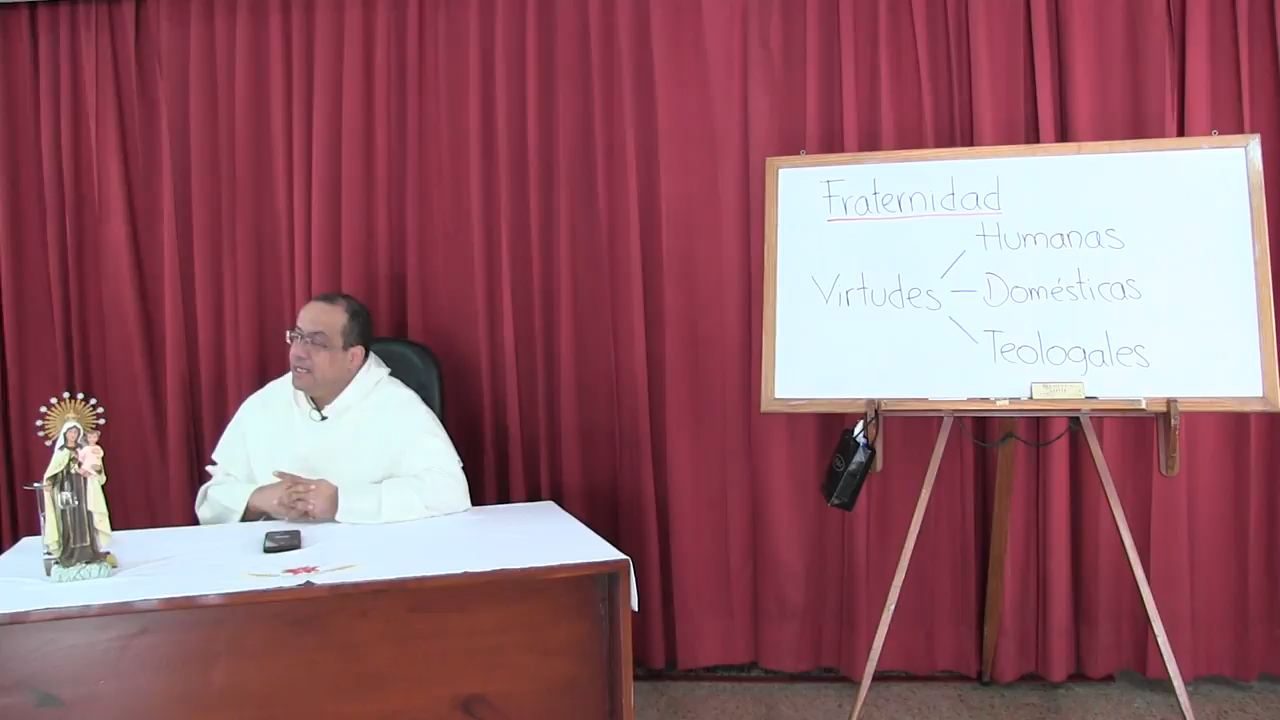 Fraternidad
Humanas
Virtudes — Domésticas
Teologales